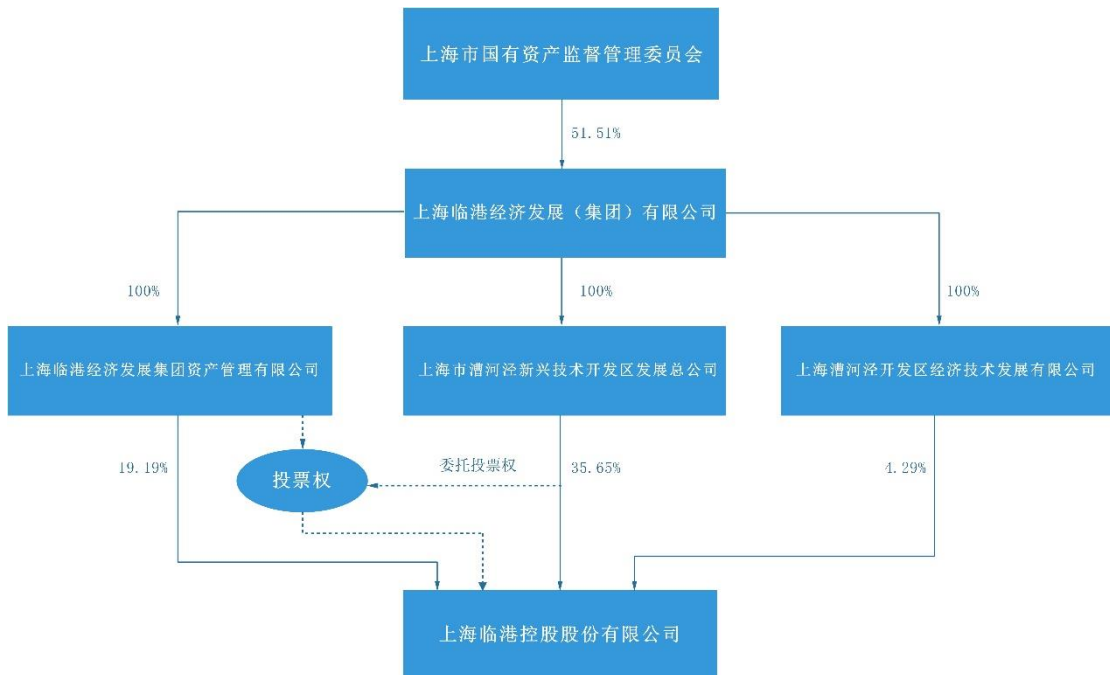 上海市国有资产监督管理委员会
51.51%
上海临港经济发展（集团）有限公司
100%
100%
100%
上海临港经济发展集团资产管理有限公司
上海市漕河泾新兴技术开发区发展总公司
上海漕河泾开发区经济技术发展有限公司
19.19%
投票权
委托投票权
35.65%
4.29%
上海临港控股股份有限公司